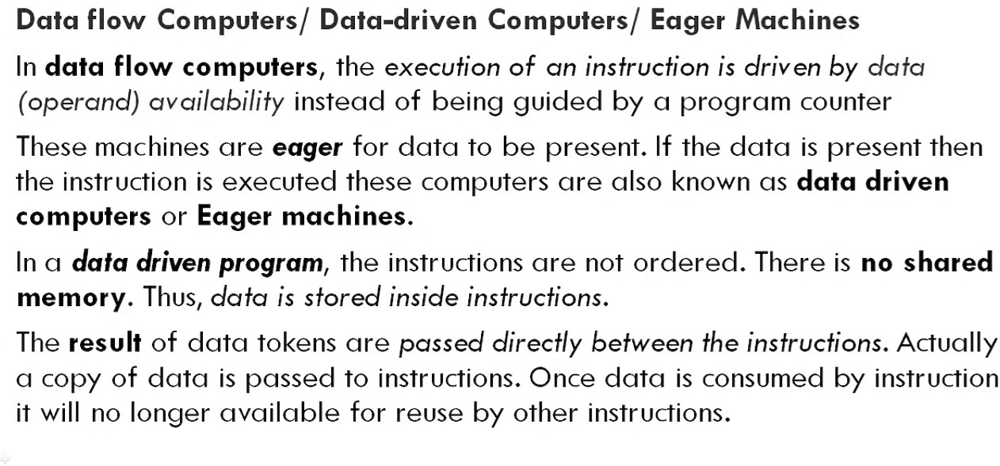 Data flow Computers/ Data-driven Computers/ Eager Machines
In data flow computers, the execution of an instruction is driven by data
(operand) availability instead of being guided by a program counter
These machines are eager for data to be present. If the data is present then
the instruction is executed these computers are also known as data driven
computers or Eager machines.
In a data driven program, the instructions are not ordered. There is no shared
memory. Thus, data is stored inside instructions.
The result of data tokens are passed directly between the instructions. Actually
a copy of data is passed to instructions. Once data is consumed by instruction
it will no longer available for reuse by other instructions.